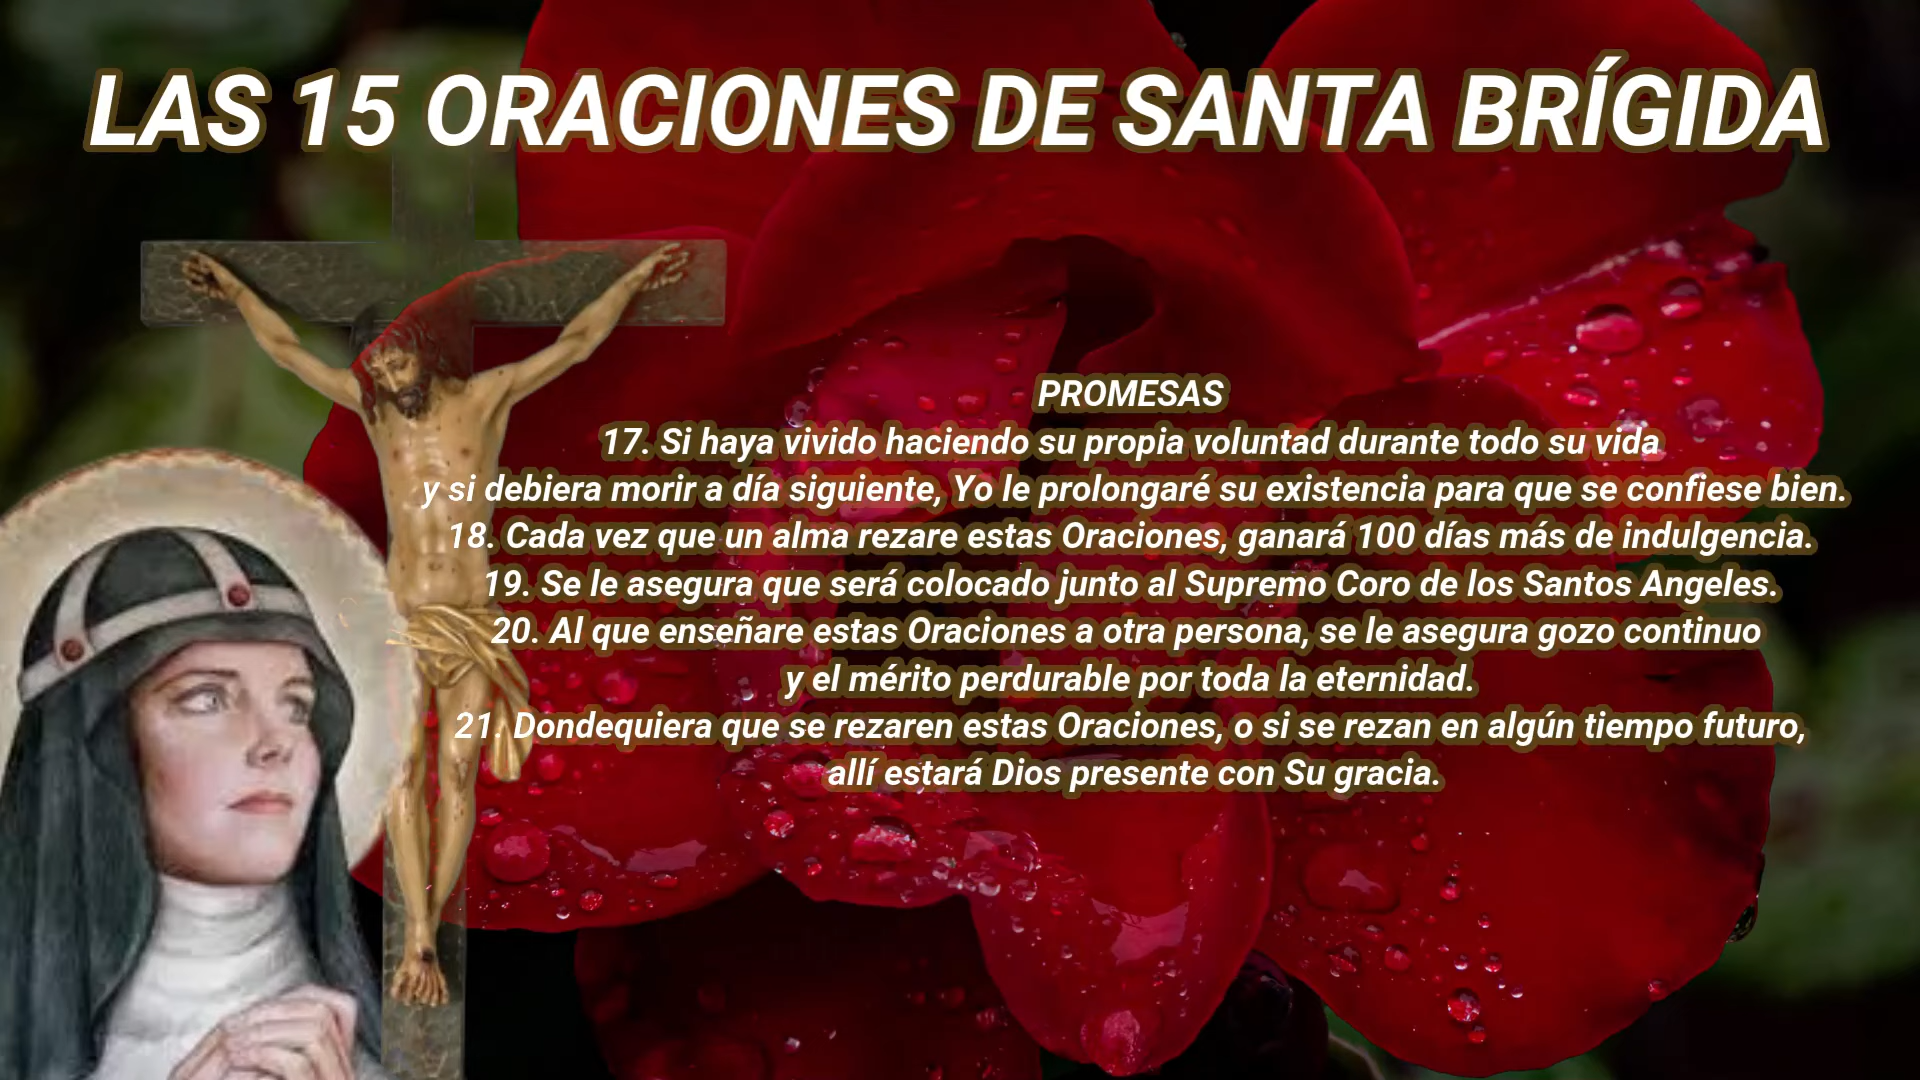 LAS 15 ORACIONES DE SANTA BRÍGIDA
PROMESAS
17. Si haya vivido haciendo su propia voluntad durante todo su vida
y si debiera morir a día siguiente, Yo le prolongaré su existencia para que se confiese bien.
18. Cada vez que un alma rezare estas Oraciones, ganará 100 días más de indulgencia.
19. Se le asegura que será colocado junto al Supremo Coro de los Santos Angeles.
20. Al que enseñare estas Oraciones a otra persona, se le asegura gozo continuo
y el mérito perdurable por toda la eternidad.
21. Dondequiera que se rezaren estas Oraciones, o si se rezan en algún tiempo futuro,
allí estará Dios presente con Su gracia.